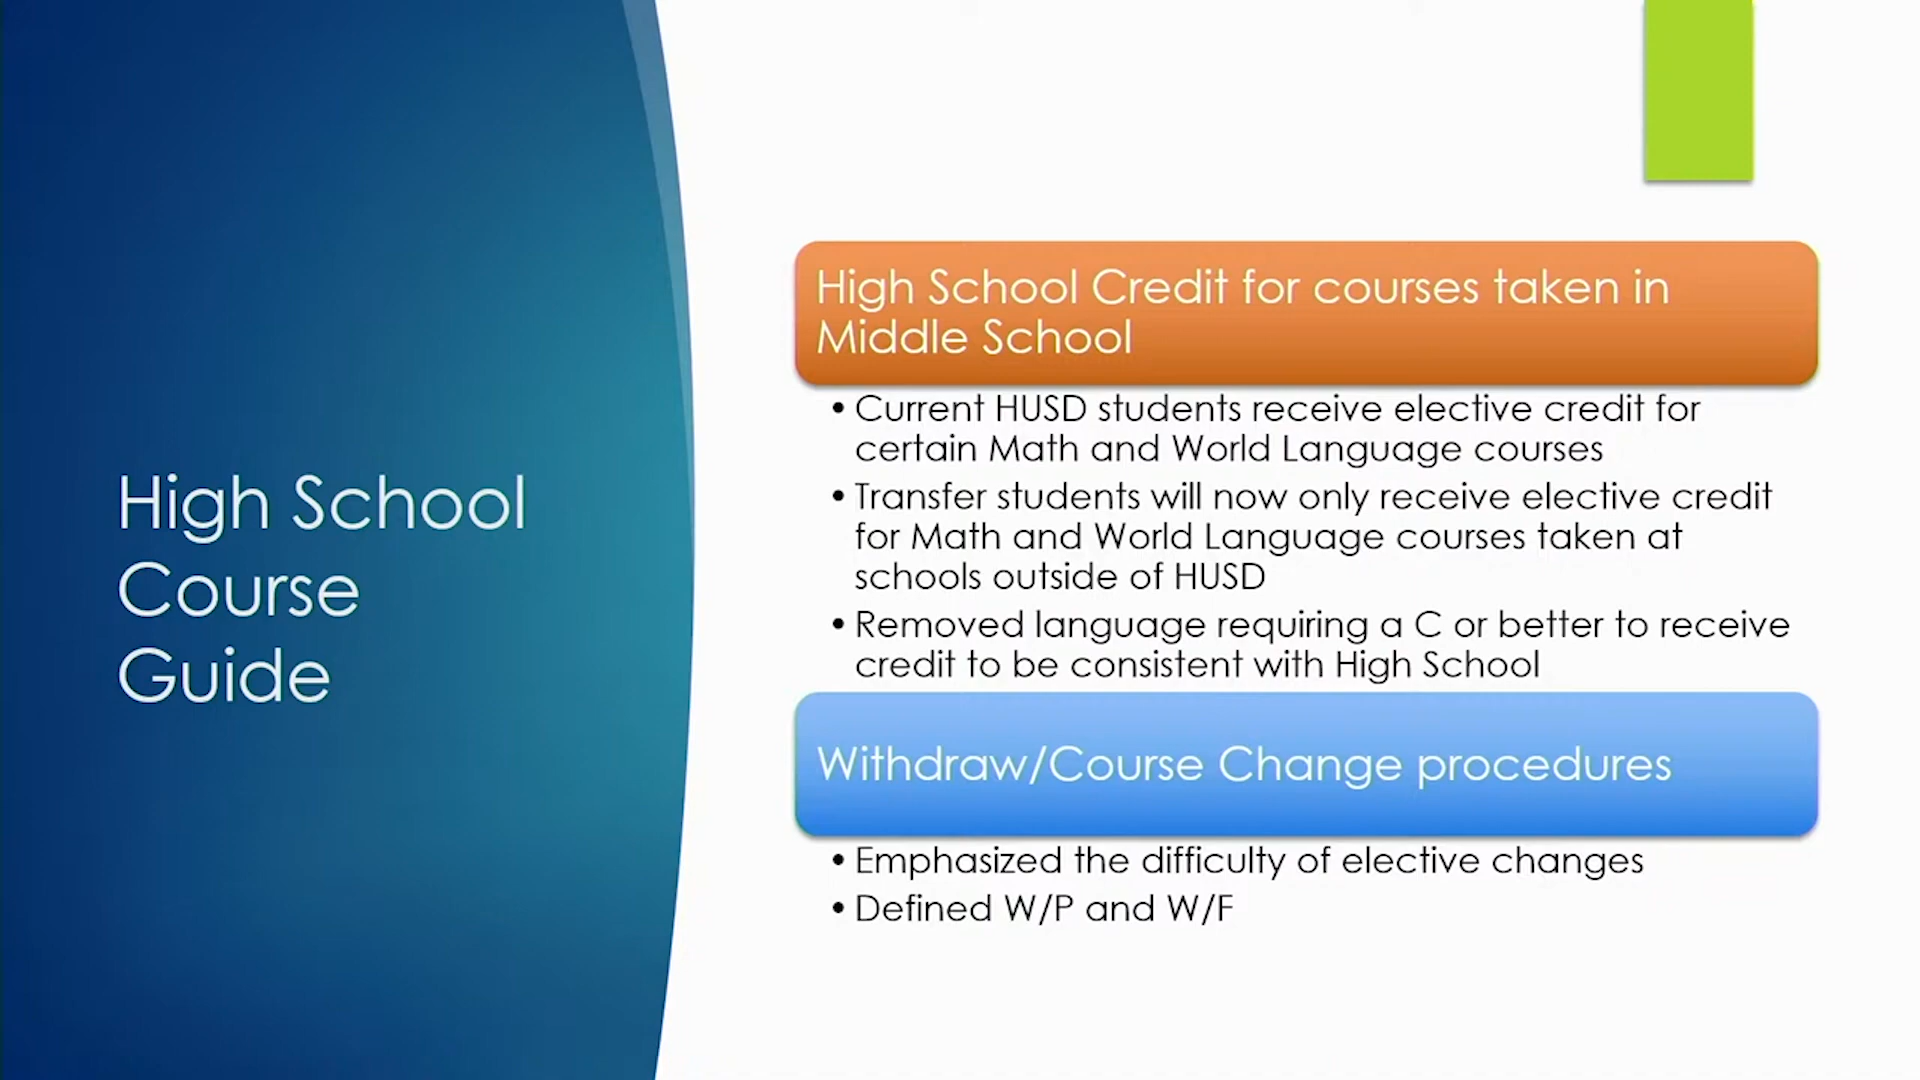 High School
Course
Guide
High School Credit for courses taken in
Middle School
• Current HUSD students receive elective credit for
certain Math and World Language courses
• Transfer students will now only receive elective credit
for Math and World Language courses taken at
schools outside of HUSD
• Removed language requiring a C or better to receive
credit to be consistent with High School
Withdraw/Course Change procedures
• Emphasized the difficulty of elective changes
• Defined W/P and W/F